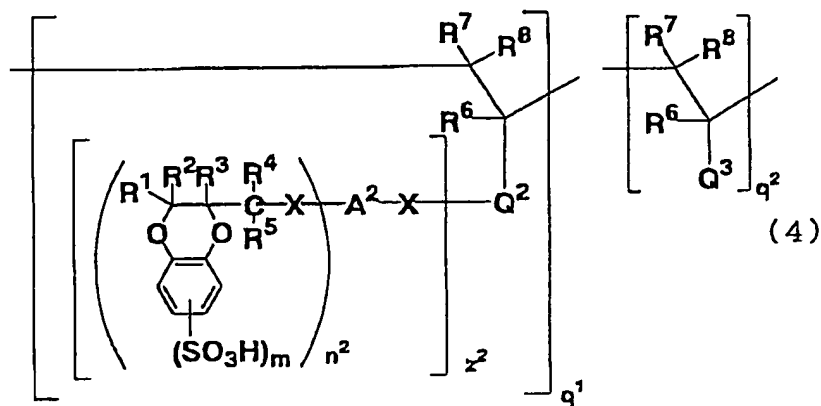 R⁷ R⁸ R⁷ R⁸
R⁶ R⁶
R¹ R² R³ R⁴
C X A² X Q² Q³ q²
O O R⁵ (4)
(SO₃H)m n² z² q¹